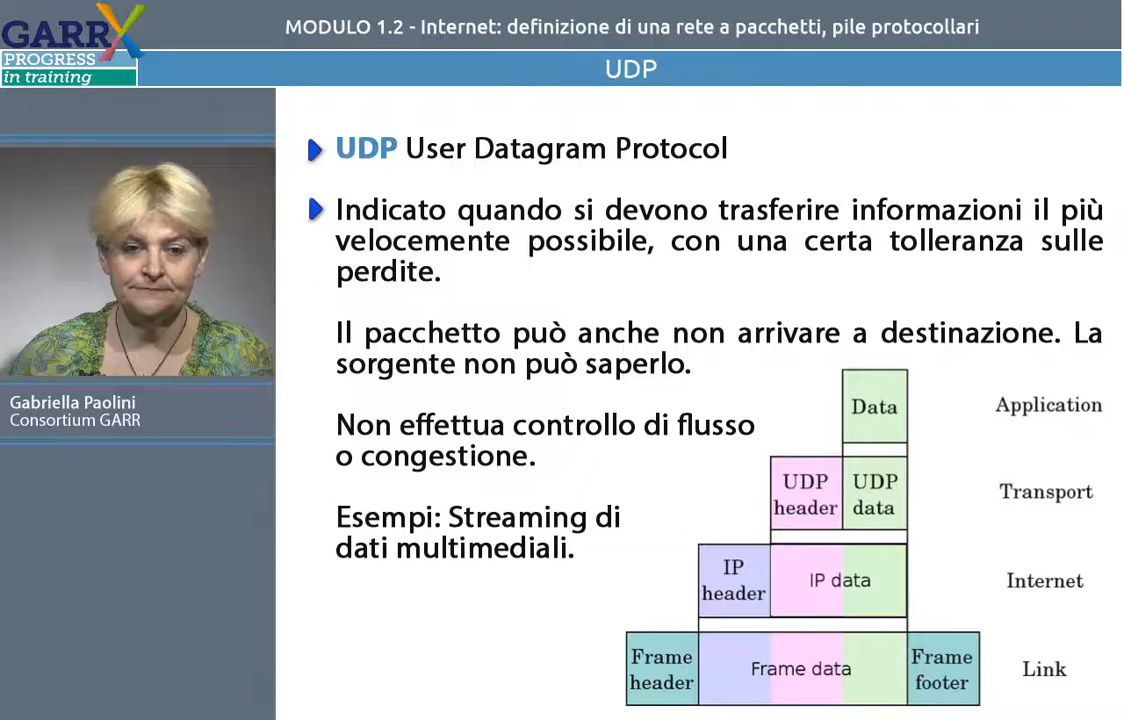 GARR
PROGRESS
in training
MODULO 1.2 - Internet: definizione di una rete a pacchetti, pile protocollari
UDP
Gabriella Paolini
Consortium GARR
UDP User Datagram Protocol
Indicato quando si devono trasferire informazioni il più
velocemente possibile, con una certa tolleranza sulle
perdite.
Il pacchetto può anche non arrivare a destinazione. La
sorgente non può saperlo.
Non effettua controllo di flusso
o congestione.
Esempi: Streaming di
dati multimediali.
Data
Application
UDP
header
UDP
data
Transport
IP
header
IP data
Internet
Frame
header
Frame data
Frame
footer
Link